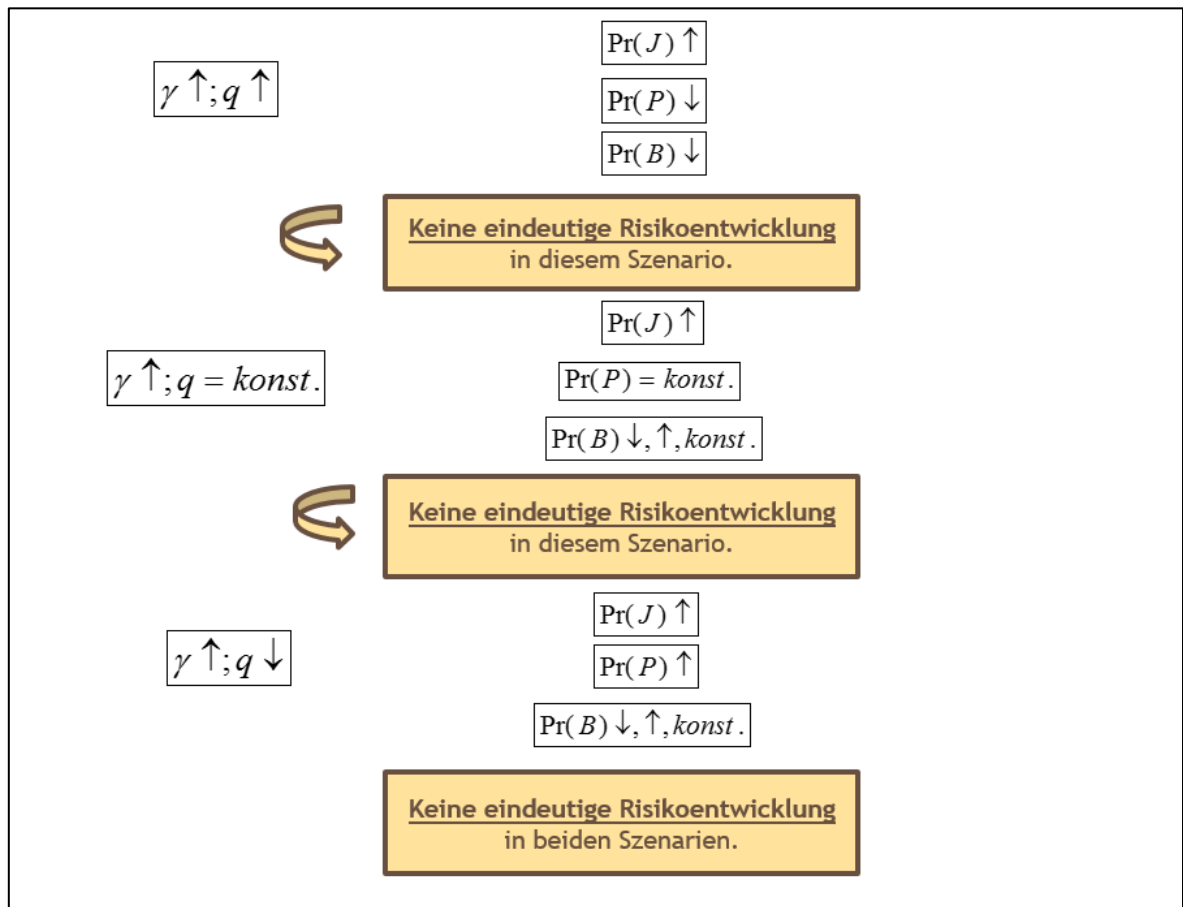 Pr(J) ↑
γ ↑; q ↑
Pr(P) ↓
Pr(B) ↓
Keine eindeutige Risikoentwicklung
in diesem Szenario.
Pr(J) ↑
γ ↑; q = konst.
Pr(P) = konst.
Pr(B) ↓, ↑, konst.
Keine eindeutige Risikoentwicklung
in diesem Szenario.
Pr(J) ↑
γ ↑; q ↓
Pr(P) ↑
Pr(B) ↓, ↑, konst.
Keine eindeutige Risikoentwicklung
in beiden Szenarien.